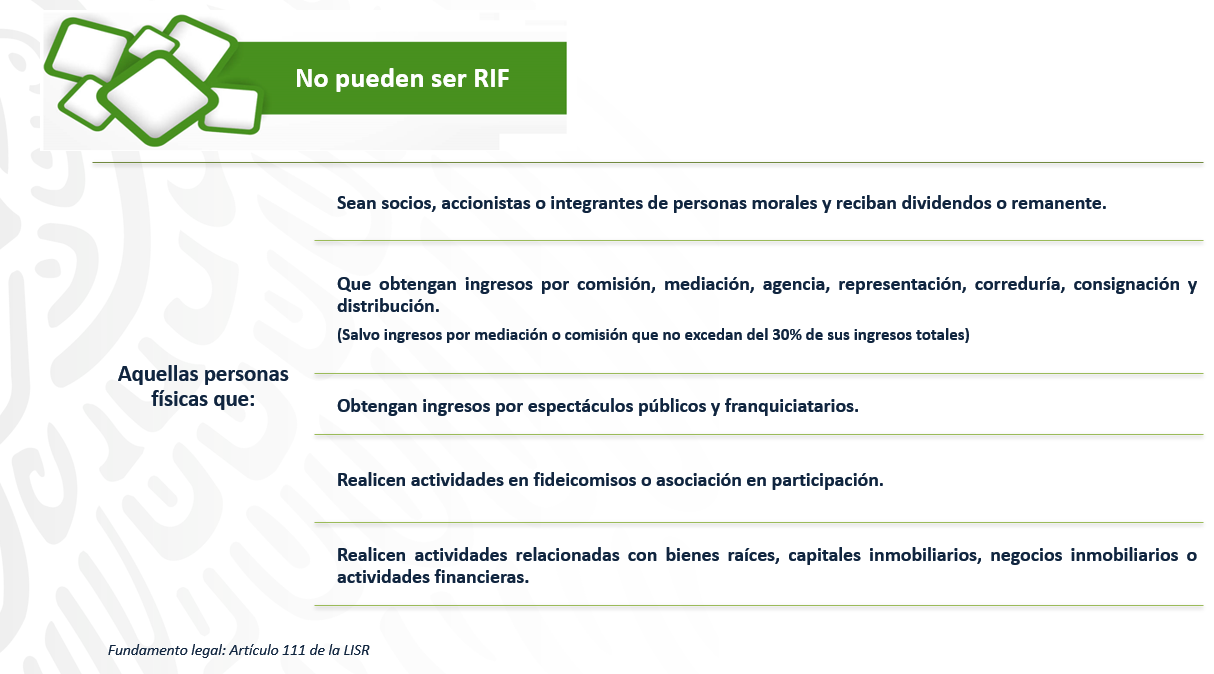 No pueden ser RIF
Sean socios, accionistas o integrantes de personas morales y reciban dividendos o remanente.
Que obtengan ingresos por comisión, mediación, agencia, representación, correduría, consignación y
distribución.
(Salvo ingresos por mediación o comisión que no excedan del 30% de sus ingresos totales)
Aquellas personas
físicas que:
Obtengan ingresos por espectáculos públicos y franquiciatarios.
Realicen actividades en fideicomisos o asociación en participación.
Realicen actividades relacionadas con bienes raíces, capitales inmobiliarios, negocios inmobiliarios o
actividades financieras.
Fundamento legal: Artículo 111 de la LISR